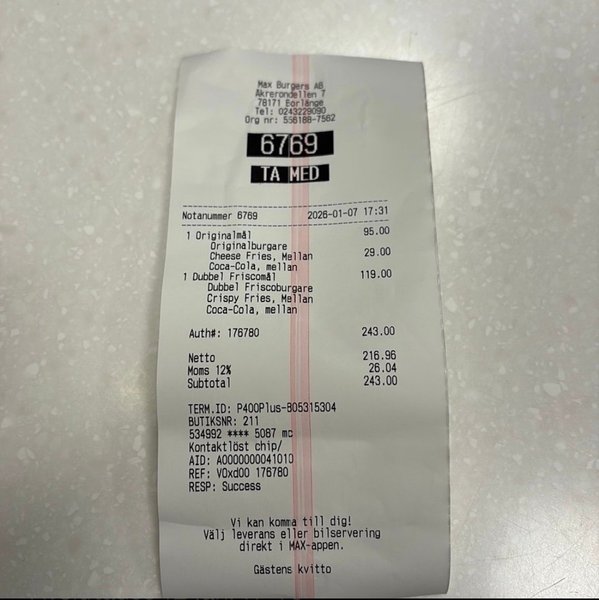 Max Burgers AB
Åkrerondellen 7
78171 Borlänge
Tel: 0243229090
Org nr: 556188-7562
6769
TA MED
Notanummer 6769 2026-01-07 17:31
1 Originalmål 95.00
Originalburgare
Cheese Fries, Mellan 29.00
Coca-Cola, mellan
1 Dubbel Friscomål 119.00
Dubbel Friscoburgare
Crispy Fries, Mellan
Coca-Cola, mellan
Auth#: 176780 243.00
Netto 216.96
Moms 12% 26.04
Subtotal 243.00
TERM.ID: P400Plus-B05315304
BUTIKSNR: 211
534992 **** 5087 mc
Kontaktlöst chip/
AID: A0000000041010
REF: V0xd00 176780
RESP: Success
Vi kan komma till dig!
Välj leverans eller bilservering
direkt i MAX-appen.
Gästens kvitto